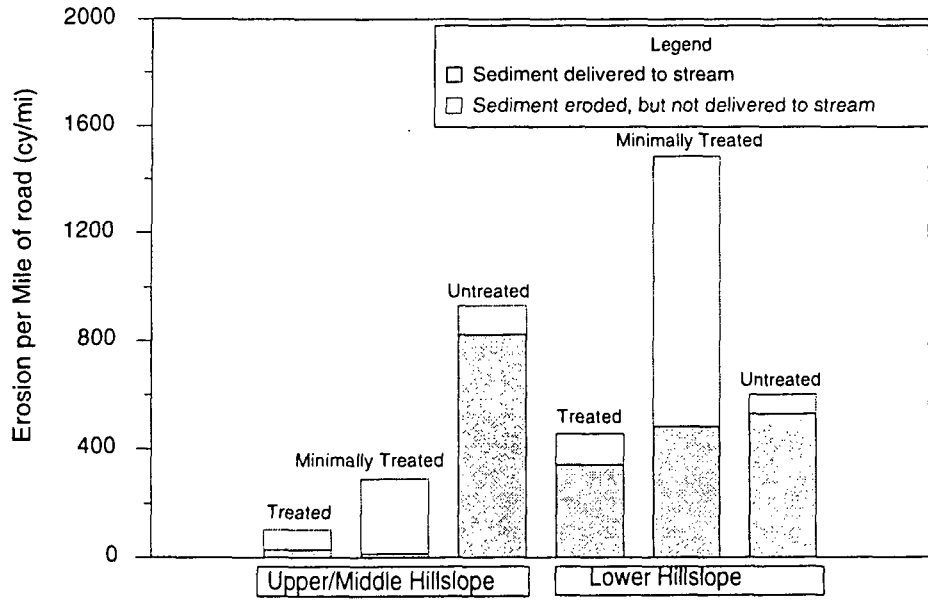 2000
1600
1200
800
400
0
Erosion per Mile of road (cy/mi)
Legend
Sediment delivered to stream
Sediment eroded, but not delivered to stream
Treated
Minimally Treated
Untreated
Treated
Minimally Treated
Untreated
Upper/Middle Hillslope
Lower Hillslope